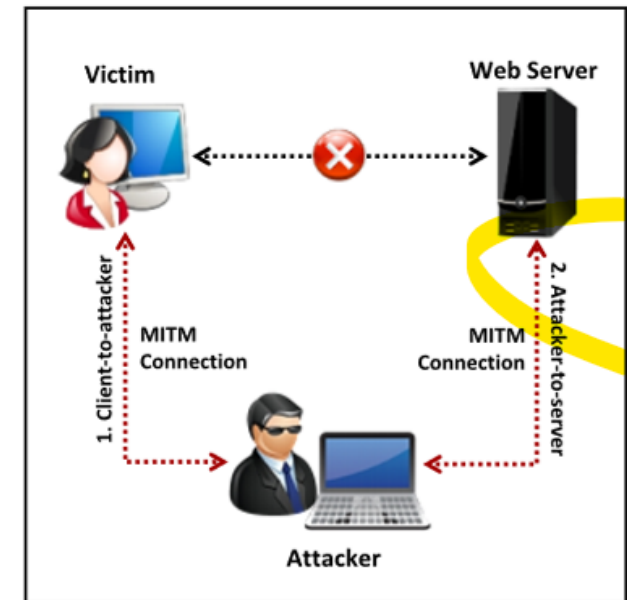 Victim
Web Server
1. Client-to-attacker
MITM
Connection
MITM
Connection
2. Attacker-to-server
Attacker